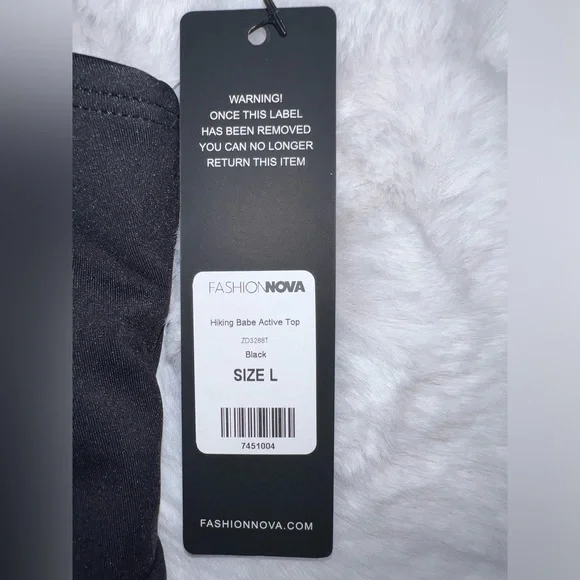 WARNING!
ONCE THIS LABEL
HAS BEEN REMOVED
YOU CAN NO LONGER
RETURN THIS ITEM
FASHIONNOVA
Hiking Babe Active Top
ZD3288T
Black
SIZE L
7451004
FASHIONNOVA.COM